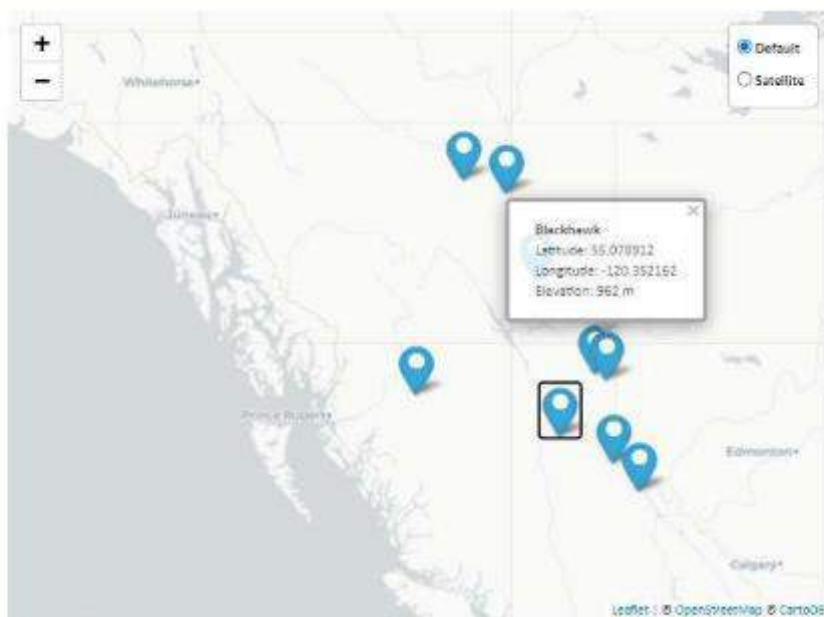 +
−
Default
Satellite
Whitehorse
Juneau
Blackhawk
Latitude: 55.078912
Longitude: -120.352162
Elevation: 962 m
Prince Rupert
Edmonton
Calgary
Leaflet | © OpenStreetMap © CartoDB